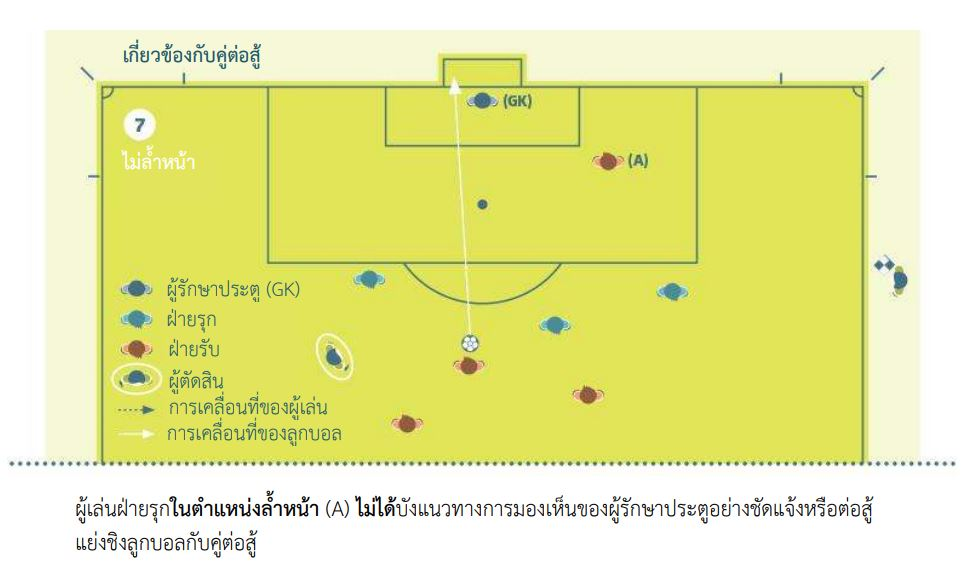 เกี่ยวข้องกับคู่ต่อสู้
(GK)
7
ไม่ล้ำหน้า
(A)
ผู้รักษาประตู (GK)
ฝ่ายรุก
ฝ่ายรับ
ผู้ตัดสิน
การเคลื่อนที่ของผู้เล่น
การเคลื่อนที่ของลูกบอล
ผู้เล่นฝ่ายรุกในตำแหน่งล้ำหน้า (A) ไม่ได้บังแนวทางการมองเห็นของผู้รักษาประตูอย่างชัดแจ้งหรือต่อสู้
แย่งชิงลูกบอลกับคู่ต่อสู้